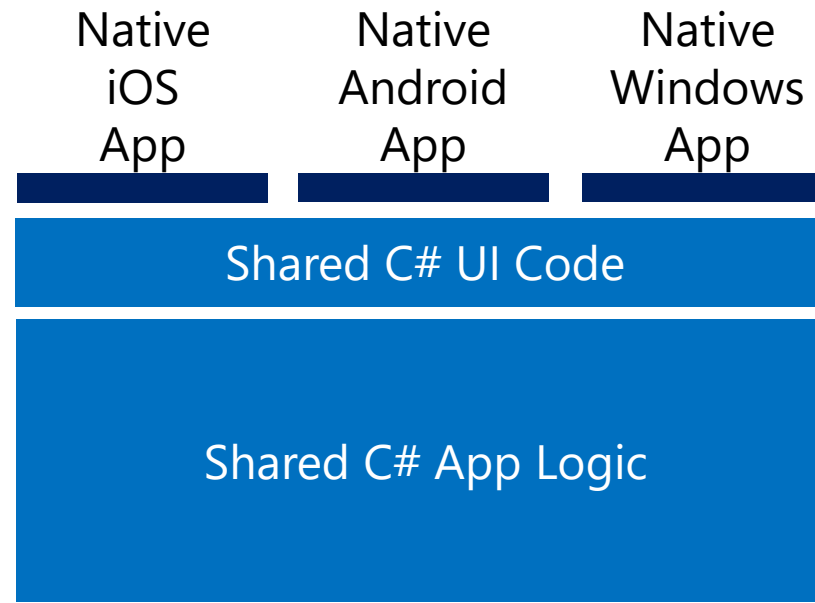 Native
iOS
App
Native
Android
App
Native
Windows
App
Shared C# UI Code
Shared C# App Logic